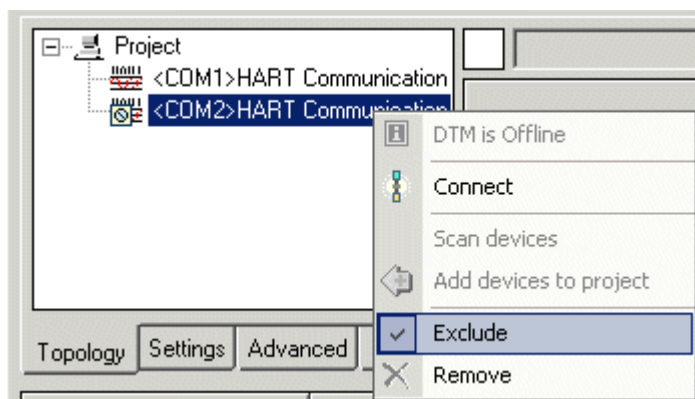 Project
<COM1>HART Communication
<COM2>HART Communication
DTM is Offline
Connect
Scan devices
Add devices to project
Exclude
Remove
Topology Settings Advanced